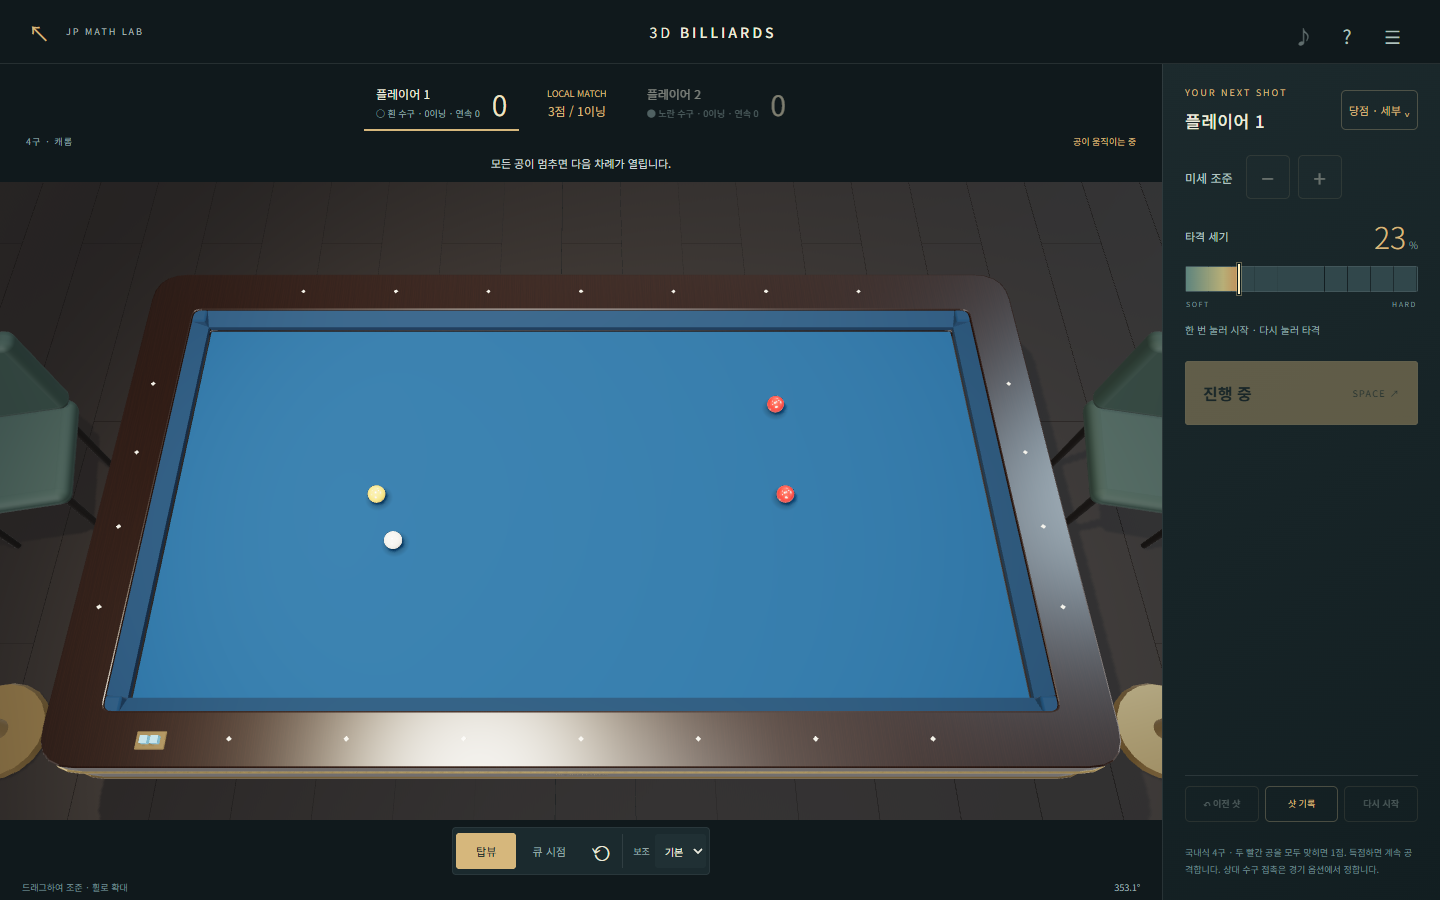 JP MATH LAB
3D BILLIARDS
?
플레이어 1
흰 수구 · 0이닝 · 연속 0
0
LOCAL MATCH
3점 / 1이닝
플레이어 2
노란 수구 · 0이닝 · 연속 0
0
4구 · 캐롬
공이 움직이는 중
모든 공이 멈추면 다음 차례가 열립니다.
YOUR NEXT SHOT
플레이어 1
당점 · 세부
미세 조준
− +
타격 세기
23 %
SOFT HARD
한 번 눌러 시작 · 다시 눌러 타격
진행 중
SPACE ↗
↶ 이전 샷
샷 기록
다시 시작
국내식 4구 · 두 빨간 공을 모두 맞히면 1점. 득점하면 계속 공
격합니다. 상대 수구 접촉은 경기 옵션에서 정합니다.
탑뷰
큐 시점
보조
기본
드래그하여 조준 · 휠로 확대
353.1°